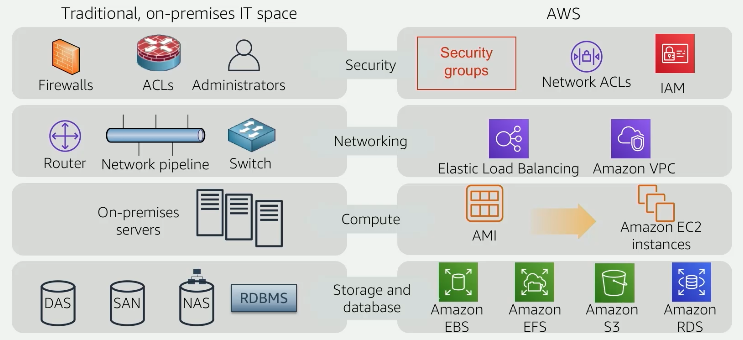 Traditional, on-premises IT space
AWS
Firewalls
ACLs
Administrators
Security
Security
groups
Network ACLs
IAM
Router
Network pipeline
Switch
Networking
Elastic Load Balancing
Amazon VPC
On-premises
servers
Compute
AMI
Amazon EC2
instances
DAS
SAN
NAS
RDBMS
Storage and
database
Amazon
EBS
Amazon
EFS
Amazon
S3
Amazon
RDS